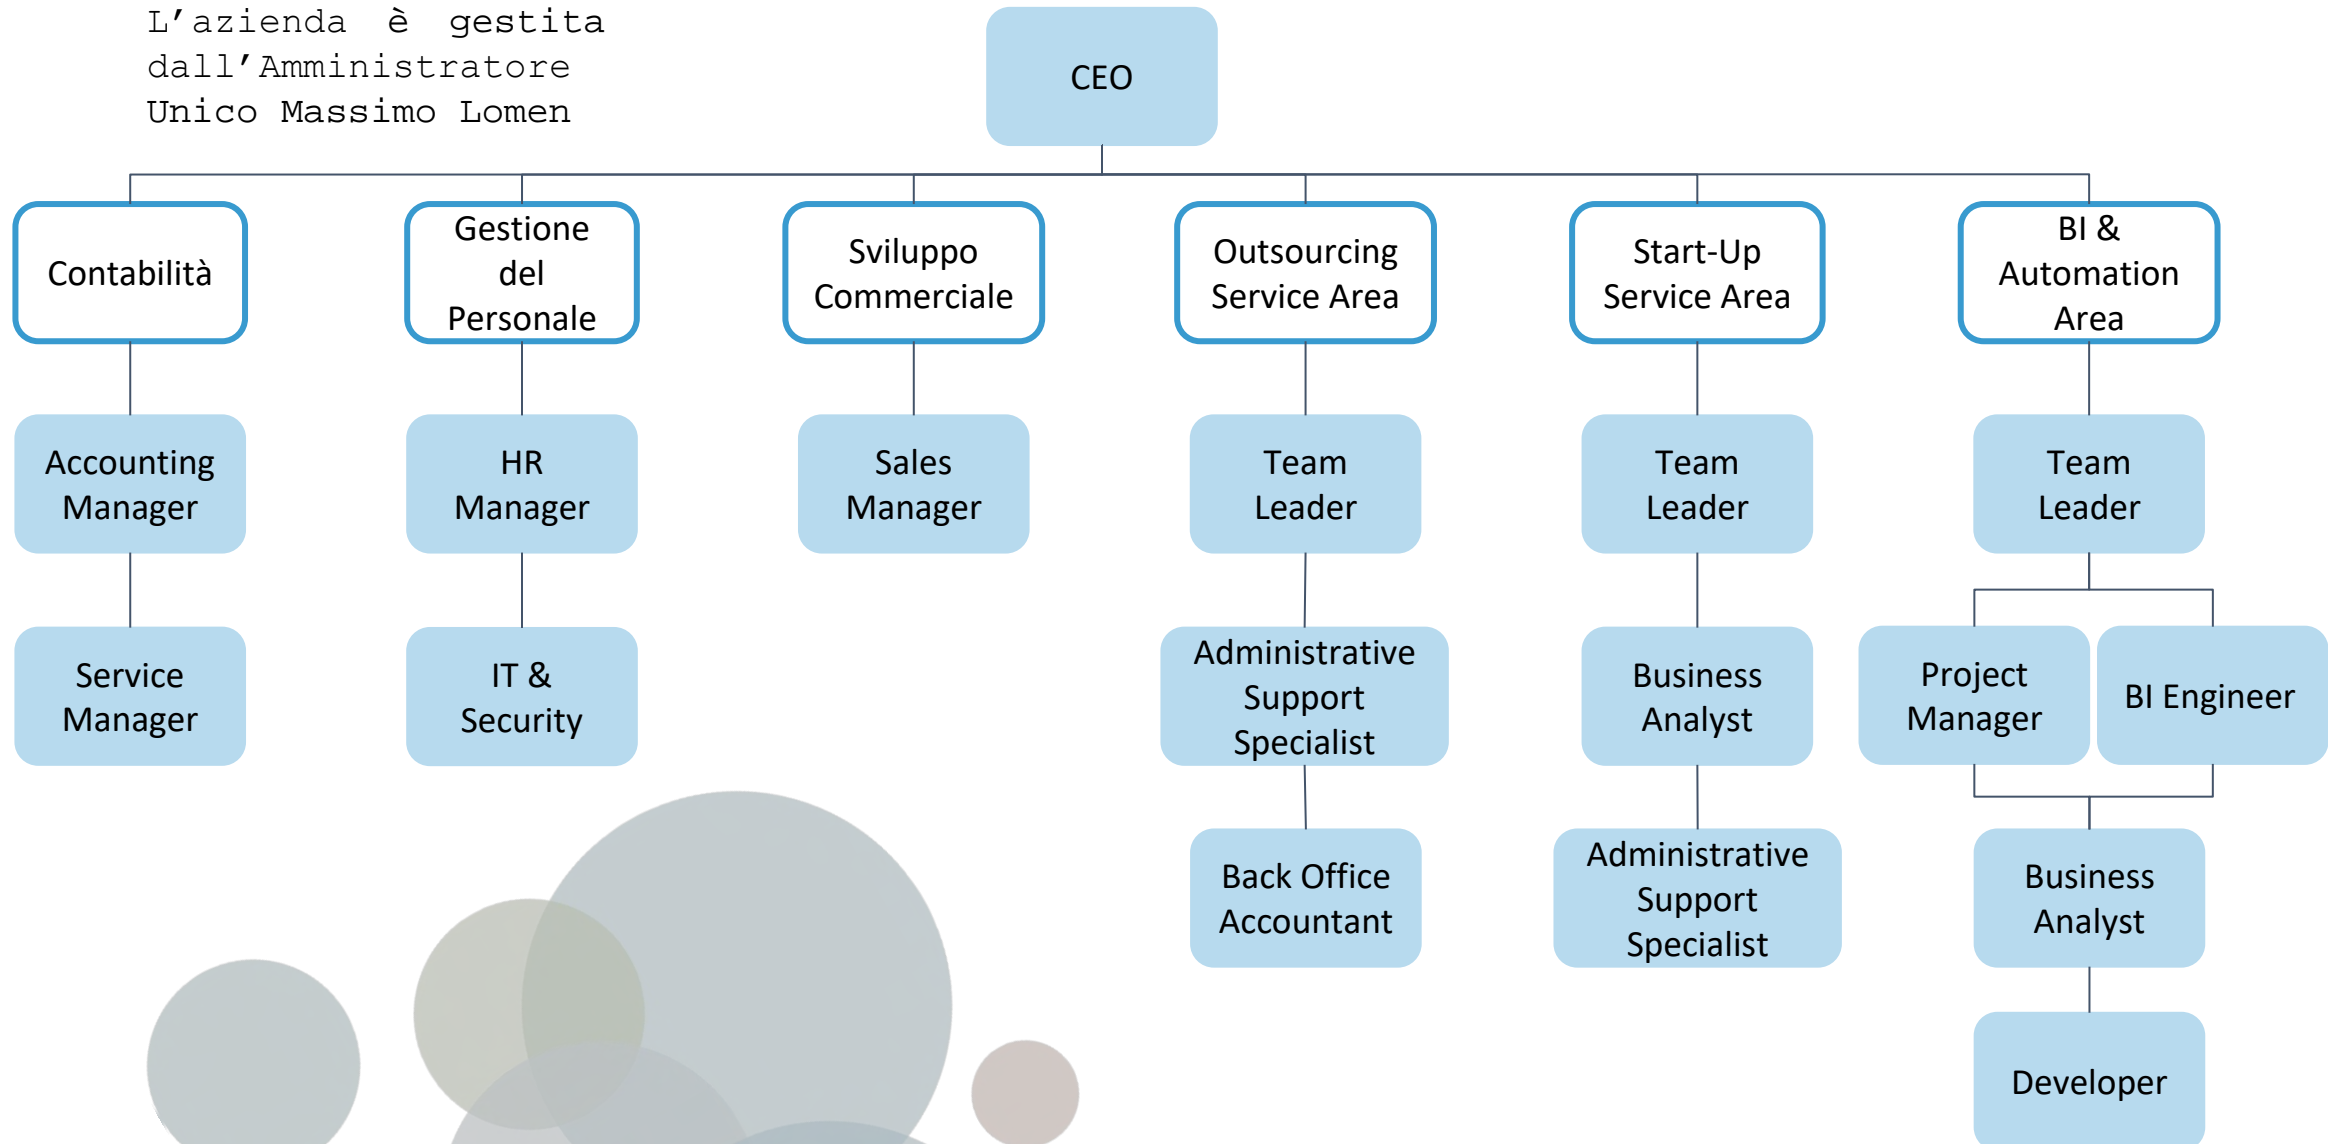 L'azienda è gestita
dall'Amministratore
Unico Massimo Lomen
CEO
Contabilità
Gestione
del
Personale
Sviluppo
Commerciale
Outsourcing
Service Area
Start-Up
Service Area
BI &
Automation
Area
Accounting
Manager
HR
Manager
Sales
Manager
Team
Leader
Team
Leader
Team
Leader
Service
Manager
IT &
Security
Administrative
Support
Specialist
Business
Analyst
Project
Manager
BI Engineer
Back Office
Accountant
Administrative
Support
Specialist
Business
Analyst
Developer